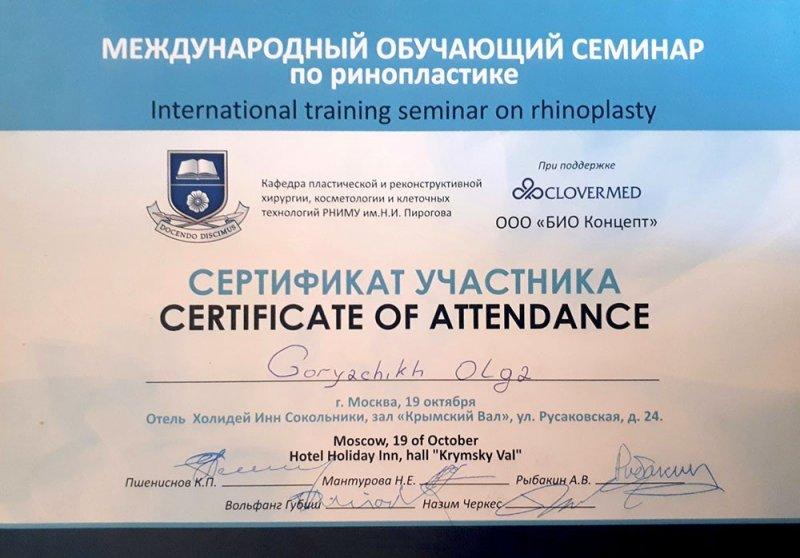 МЕЖДУНАРОДНЫЙ ОБУЧАЮЩИЙ СЕМИНАР
по ринопластике
International training seminar on rhinoplasty
DOCENDO DISCIMUS
Кафедра пластической и реконструктивной
хирургии, косметологии и клеточных
технологий РНИМУ им.Н.И. Пирогова
При поддержке
CLOVERMED
ООО «БИО Концепт»
СЕРТИФИКАТ УЧАСТНИКА
CERTIFICATE OF ATTENDANCE
Goryachikh Olga
г. Москва, 19 октября
Отель Холидей Инн Сокольники, зал «Крымский Вал», ул. Русаковская, д. 24.
Moscow, 19 of October
Hotel Holiday Inn, hall "Krymsky Val"
Пшениснов К.П. Мантурова Н.Е. Рыбакин А.В. Рыбакин
Вольфганг Губиш Назим Черкес